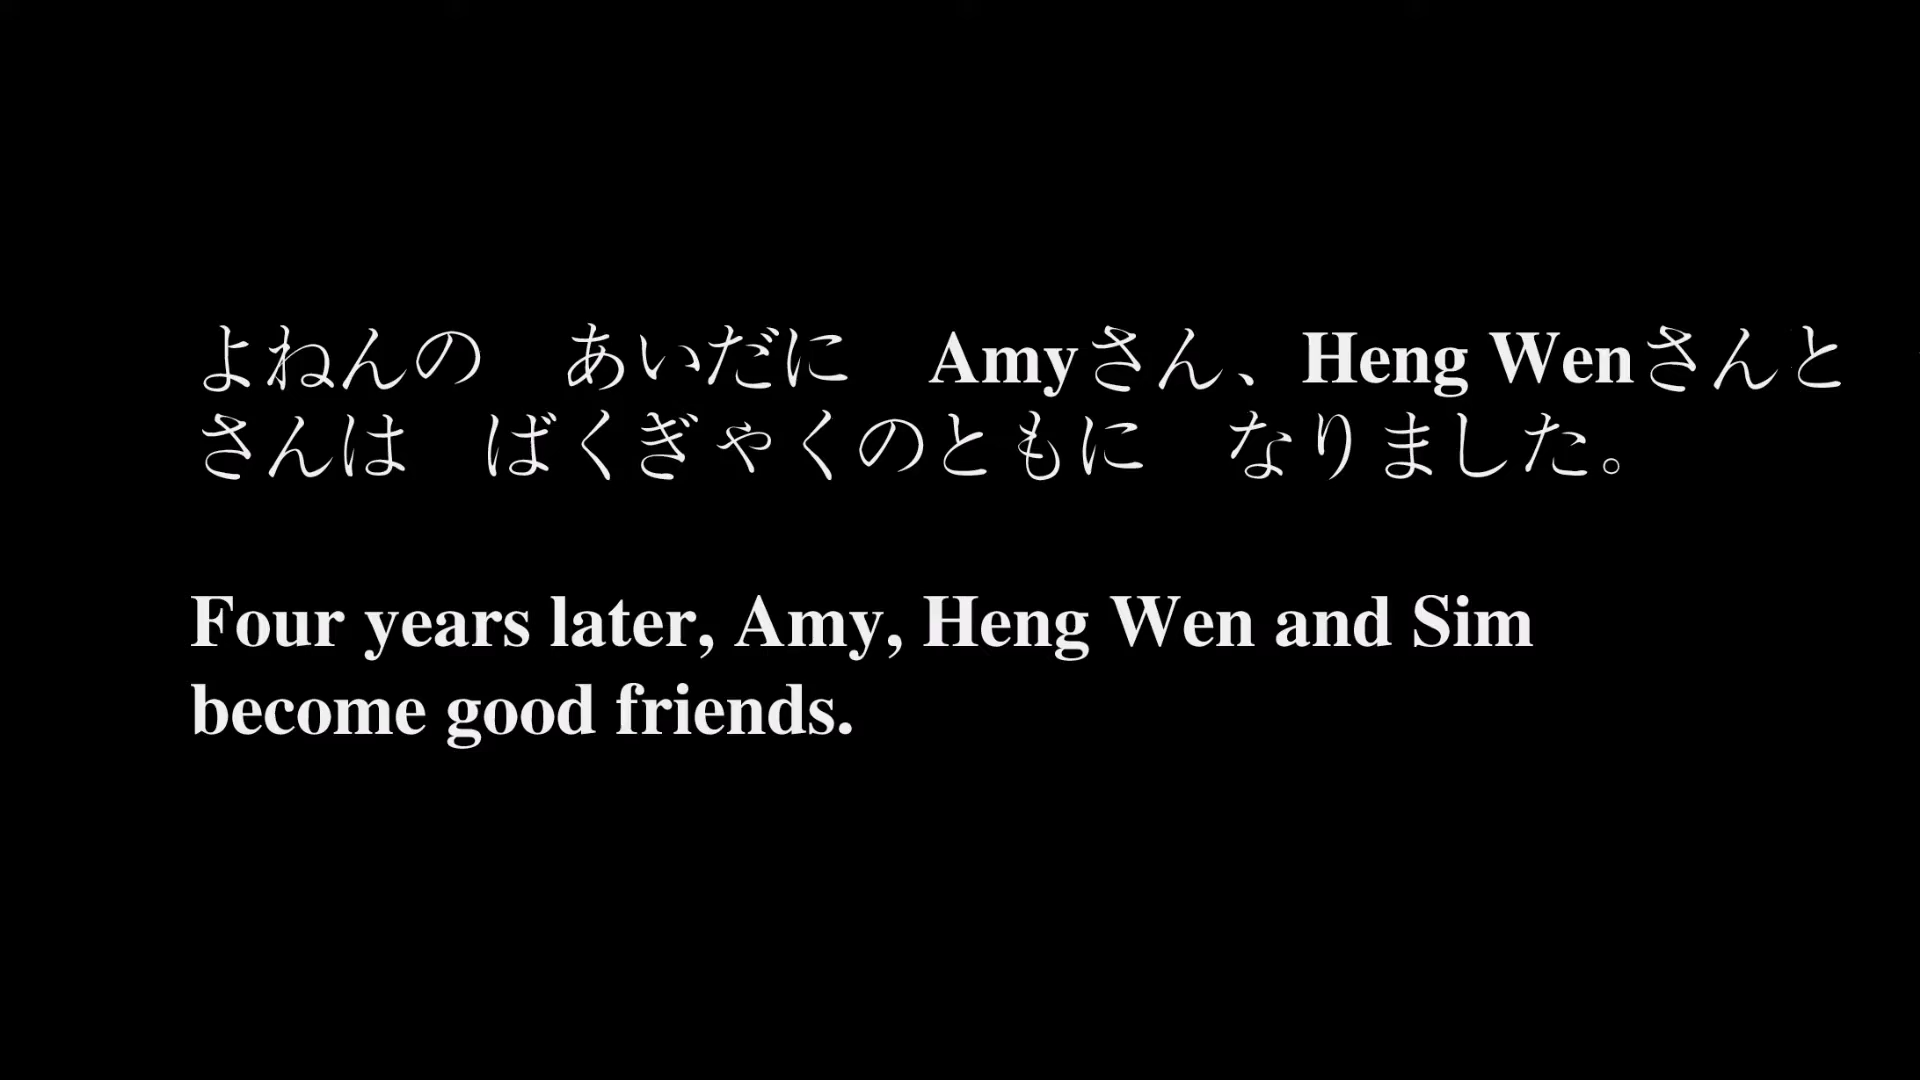 よねんの　あいだに　Amyさん、Heng Wenさんと
さんは　ばくぎゃくのともに　なりました。
Four years later, Amy, Heng Wen and Sim
become good friends.